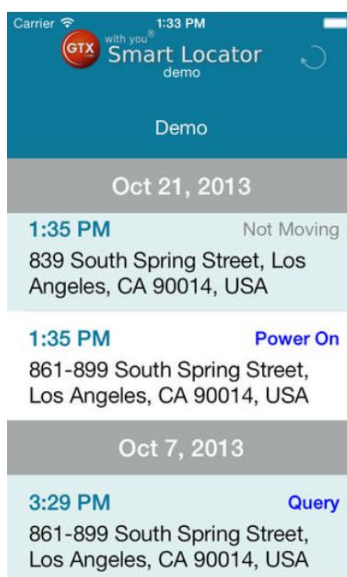 Carrier 1:33 PM
GTX
with you®
Smart Locator
demo
Demo
Oct 21, 2013
1:35 PM Not Moving
839 South Spring Street, Los
Angeles, CA 90014, USA
1:35 PM Power On
861-899 South Spring Street,
Los Angeles, CA 90014, USA
Oct 7, 2013
3:29 PM Query
861-899 South Spring Street,
Los Angeles, CA 90014, USA